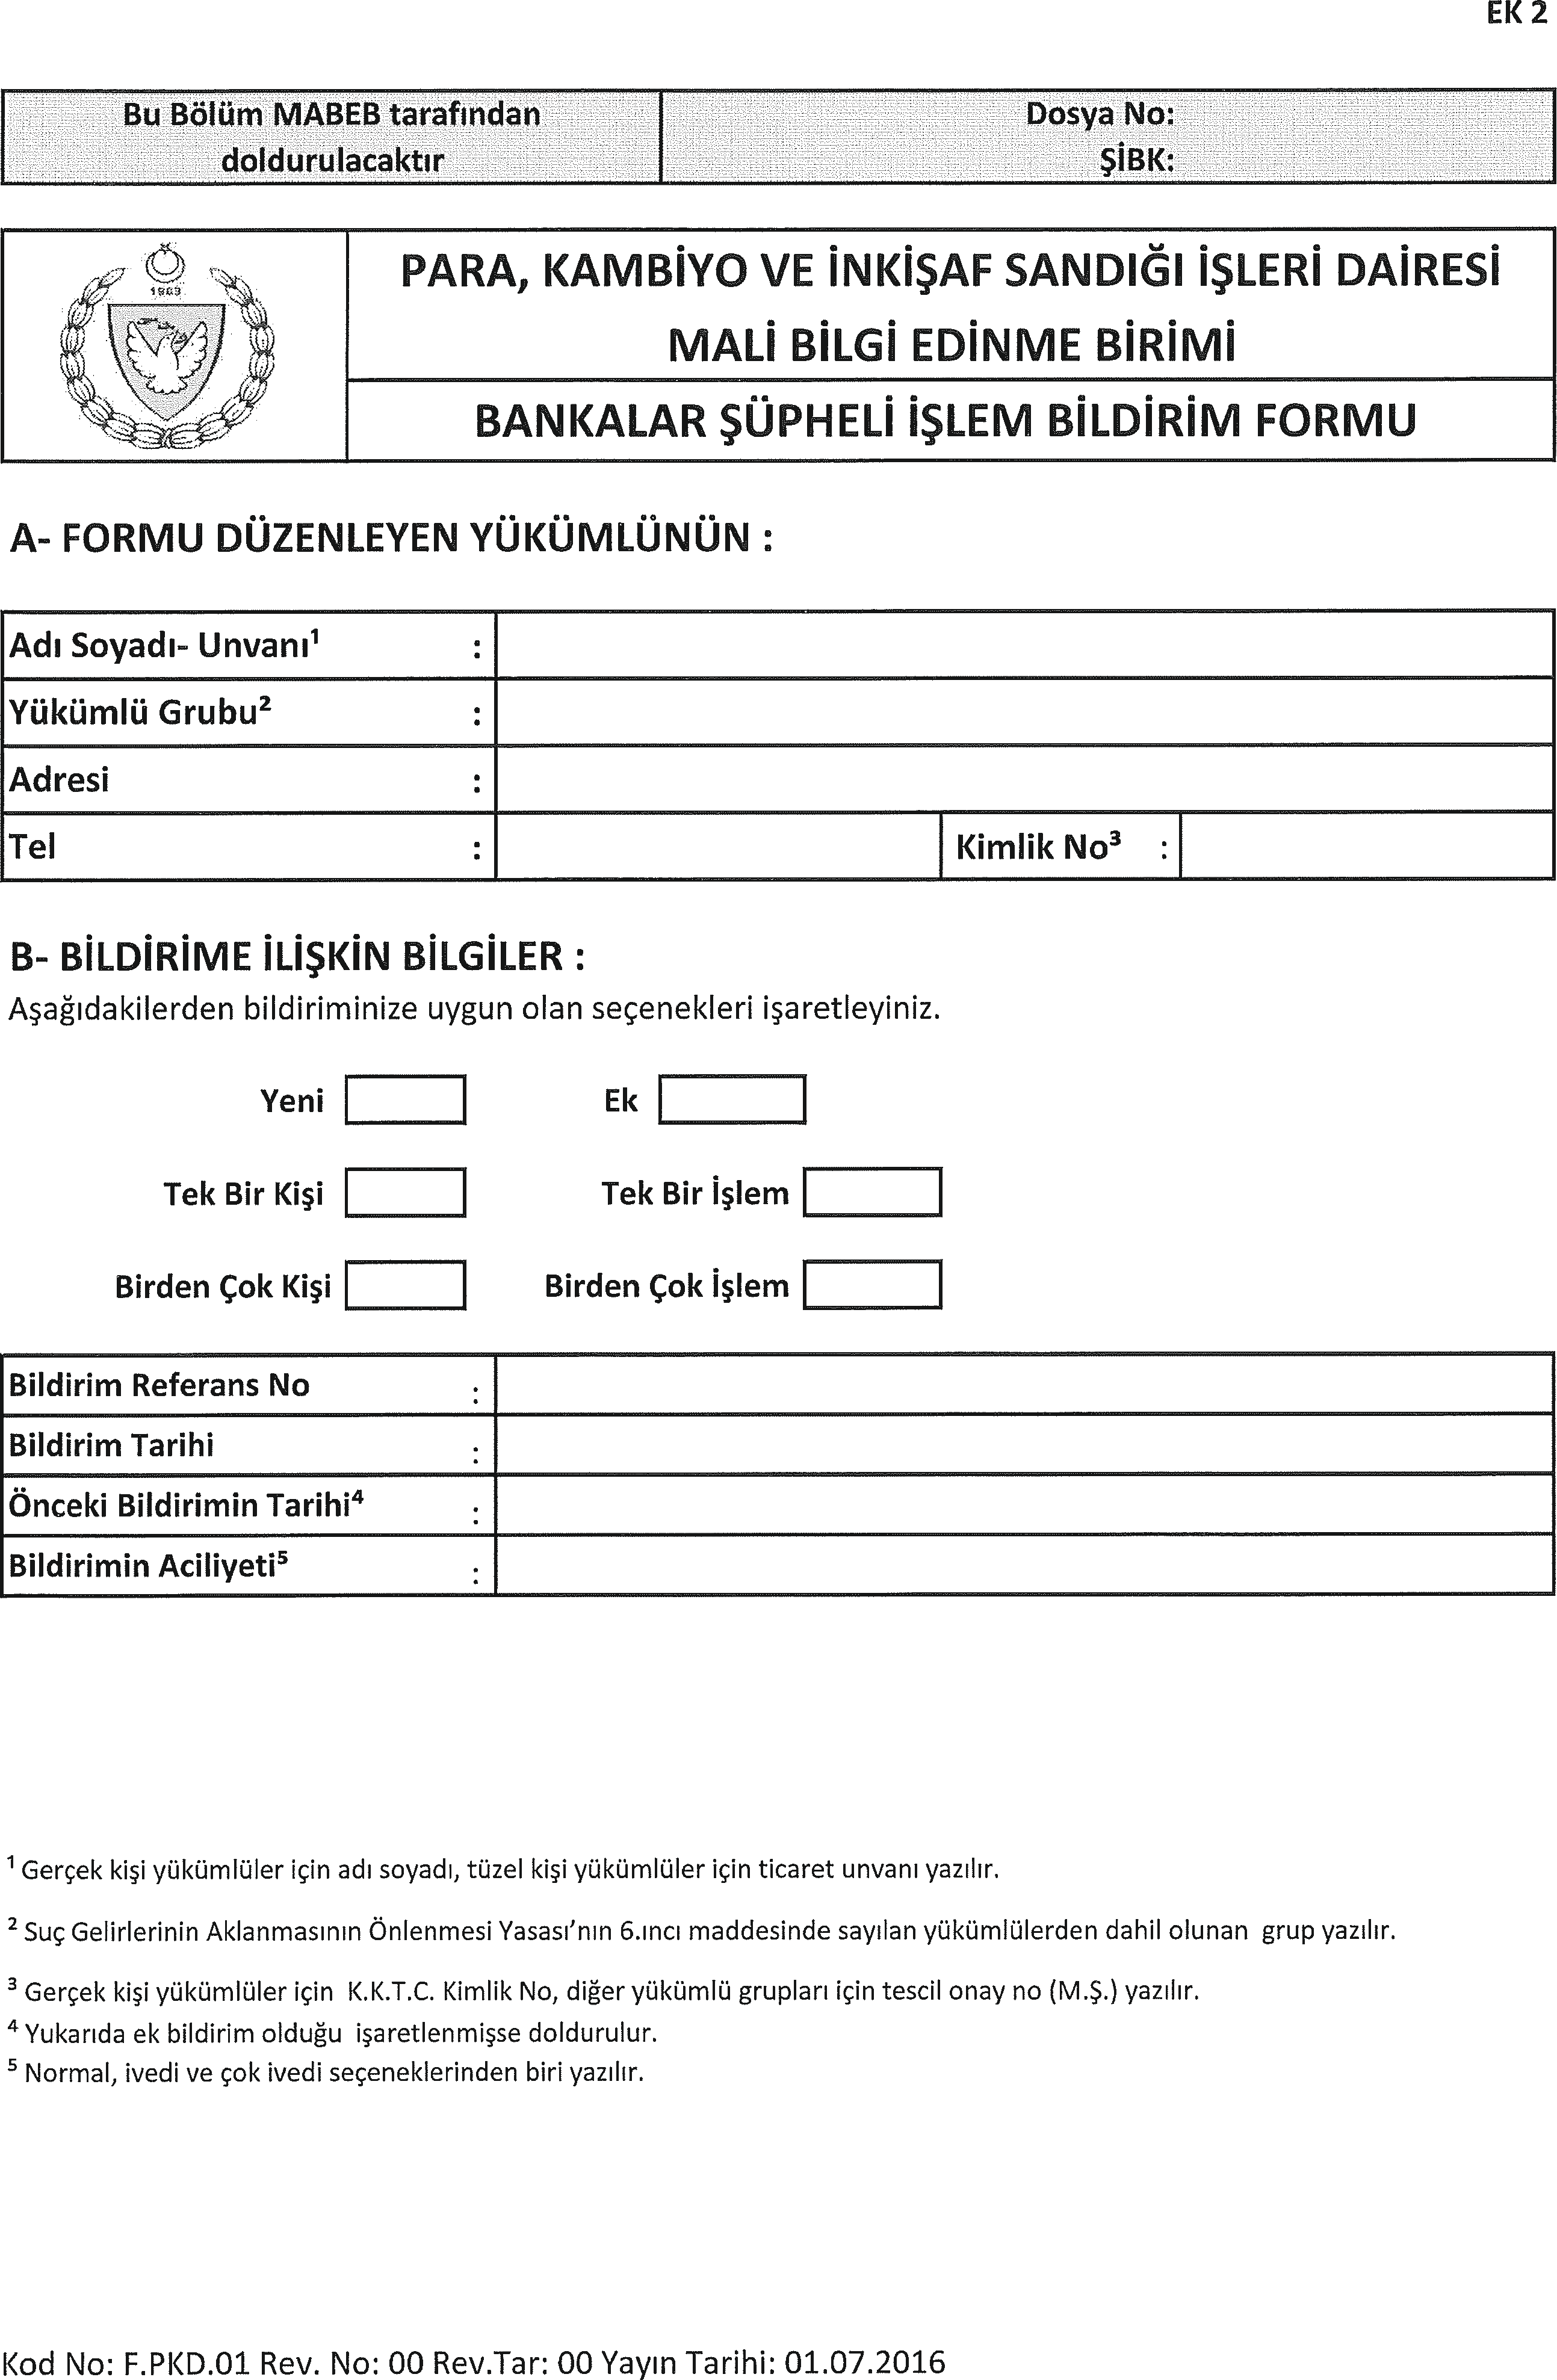 EK 2
Bu Bölüm MABEB tarafından
doldurulacaktır
Dosya No:
ŞİBK:
1983
PARA, KAMBİYO VE İNKİŞAF SANDIĞI İŞLERİ DAİRESİ
MALİ BİLGİ EDİNME BİRİMİ
BANKALAR ŞÜPHELİ İŞLEM BİLDİRİM FORMU
A- FORMU DÜZENLEYEN YÜKÜMLÜNÜN :
Adı Soyadı- Unvanı¹ :
Yükümlü Grubu² :
Adresi :
Tel : Kimlik No³ :
B- BİLDİRİME İLİŞKİN BİLGİLER :
Aşağıdakilerden bildiriminize uygun olan seçenekleri işaretleyiniz.
Yeni Ek
Tek Bir Kişi Tek Bir İşlem
Birden Çok Kişi Birden Çok İşlem
Bildirim Referans No :
Bildirim Tarihi :
Önceki Bildirimin Tarihi⁴ :
Bildirimin Aciliyeti⁵ :
¹ Gerçek kişi yükümlüler için adı soyadı, tüzel kişi yükümlüler için ticaret unvanı yazılır.
² Suç Gelirlerinin Aklanmasının Önlenmesi Yasası'nın 6.ıncı maddesinde sayılan yükümlülerden dahil olunan grup yazılır.
³ Gerçek kişi yükümlüler için K.K.T.C. Kimlik No, diğer yükümlü grupları için tescil onay no (M.Ş.) yazılır.
⁴ Yukarıda ek bildirim olduğu işaretlenmişse doldurulur.
⁵ Normal, ivedi ve çok ivedi seçeneklerinden biri yazılır.
Kod No: F.PKD.01 Rev. No: 00 Rev.Tar: 00 Yayın Tarihi: 01.07.2016